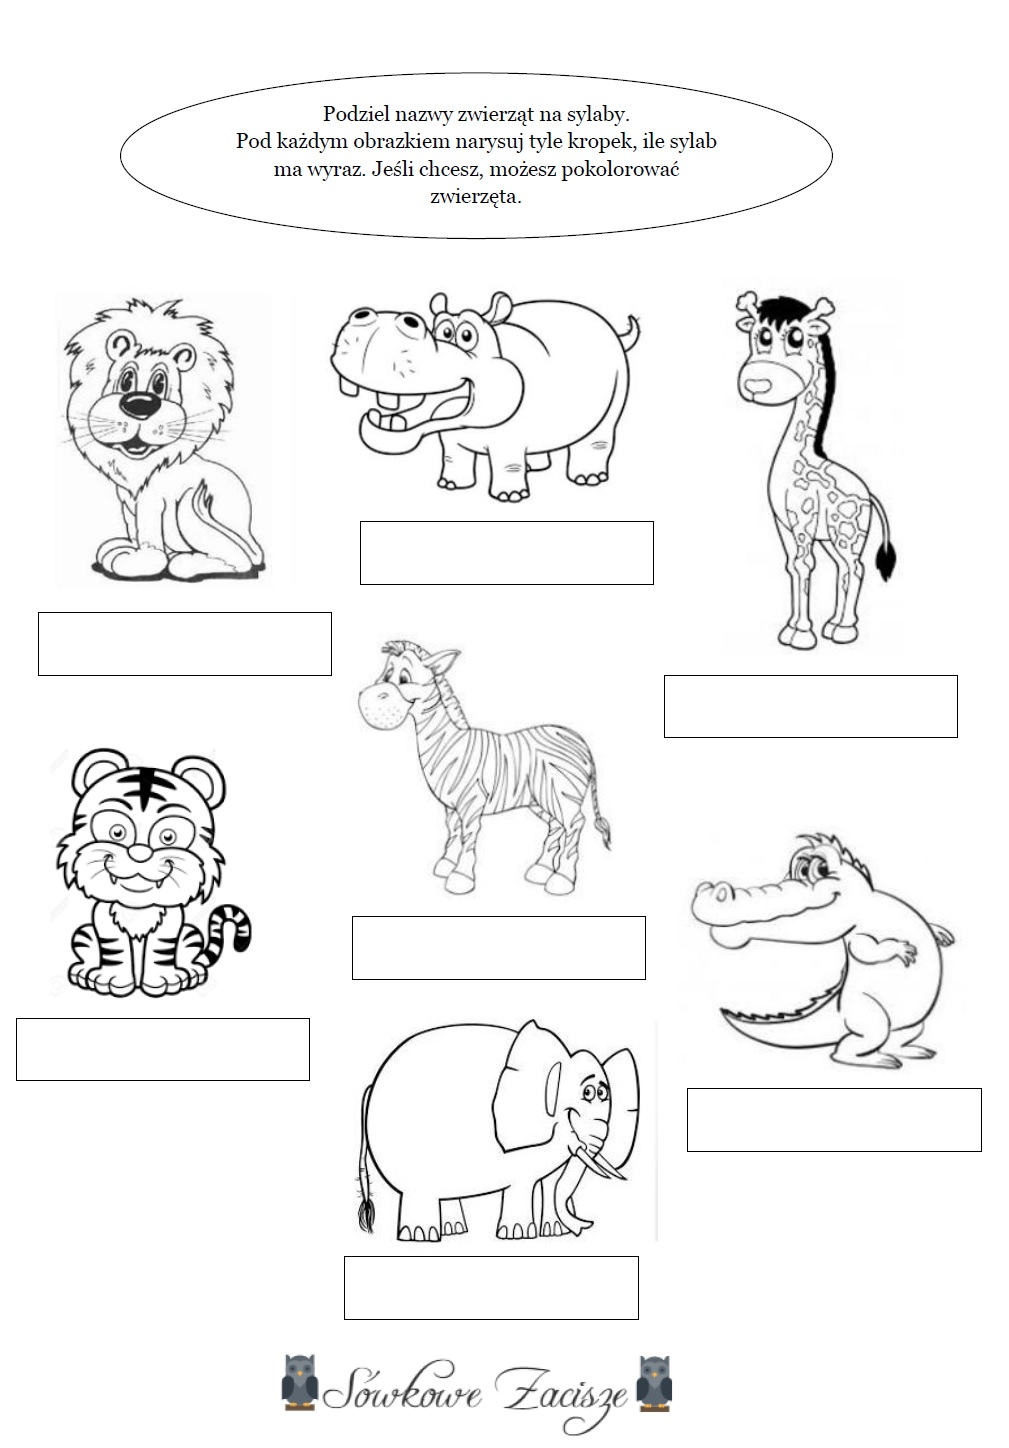 Podziel nazwy zwierząt na sylaby.
Pod każdym obrazkiem narysuj tyle kropek, ile sylab
ma wyraz. Jeśli chcesz, możesz pokolorować
zwierzęta.
Sówkowe Zacisze